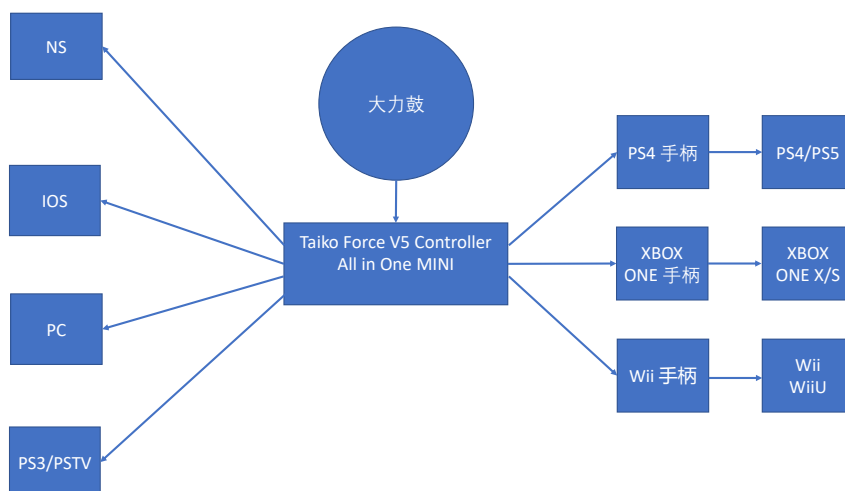 NS
大力鼓
PS4 手柄
PS4/PS5
IOS
Taiko Force V5 Controller
All in One MINI
XBOX
ONE 手柄
XBOX
ONE X/S
PC
Wii 手柄
Wii
WiiU
PS3/PSTV